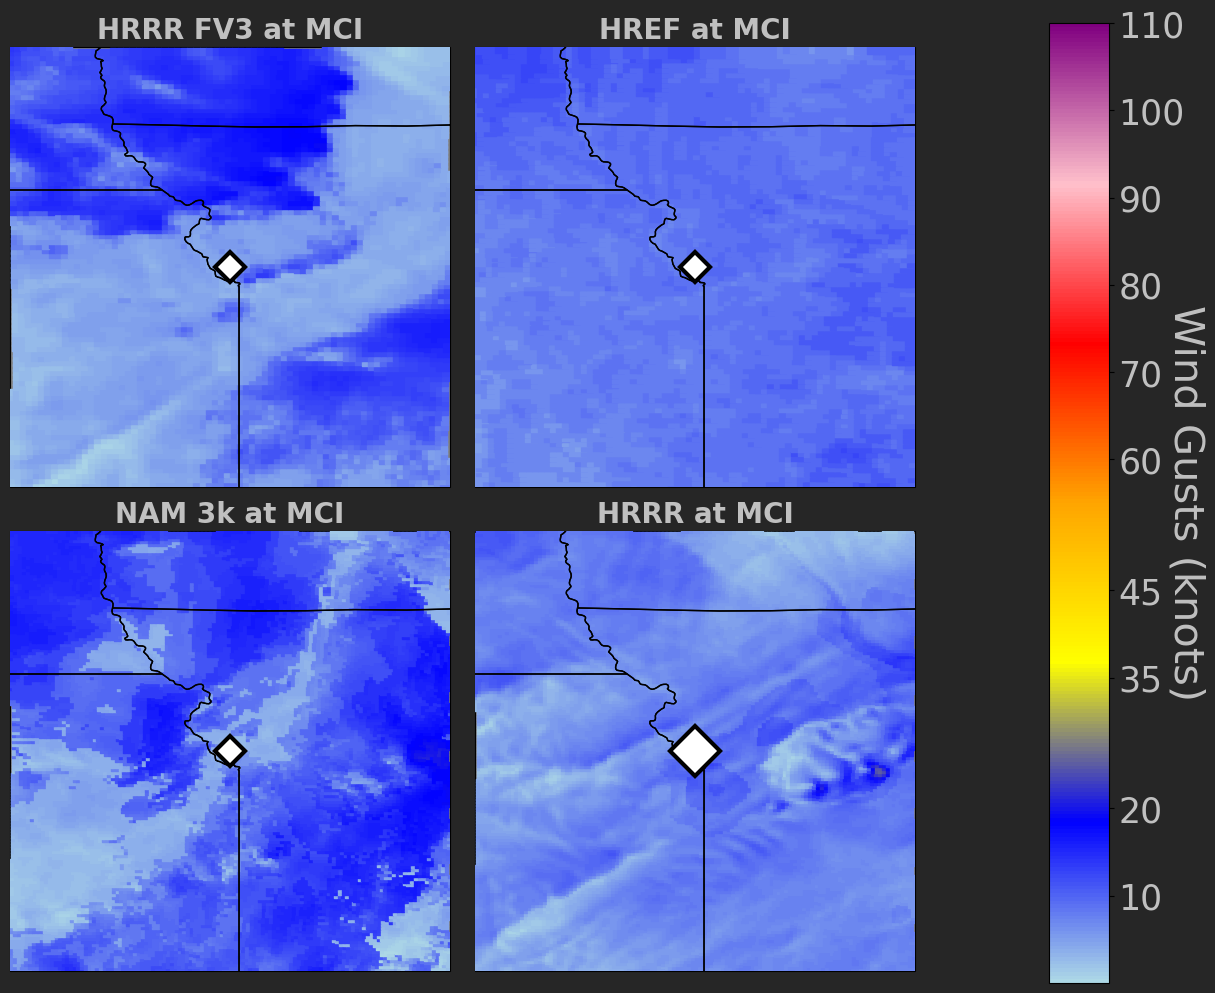 HRRR FV3 at MCI
HREF at MCI
NAM 3k at MCI
HRRR at MCI
110
100
90
80
70
60
45
35
20
10
Wind Gusts (knots)